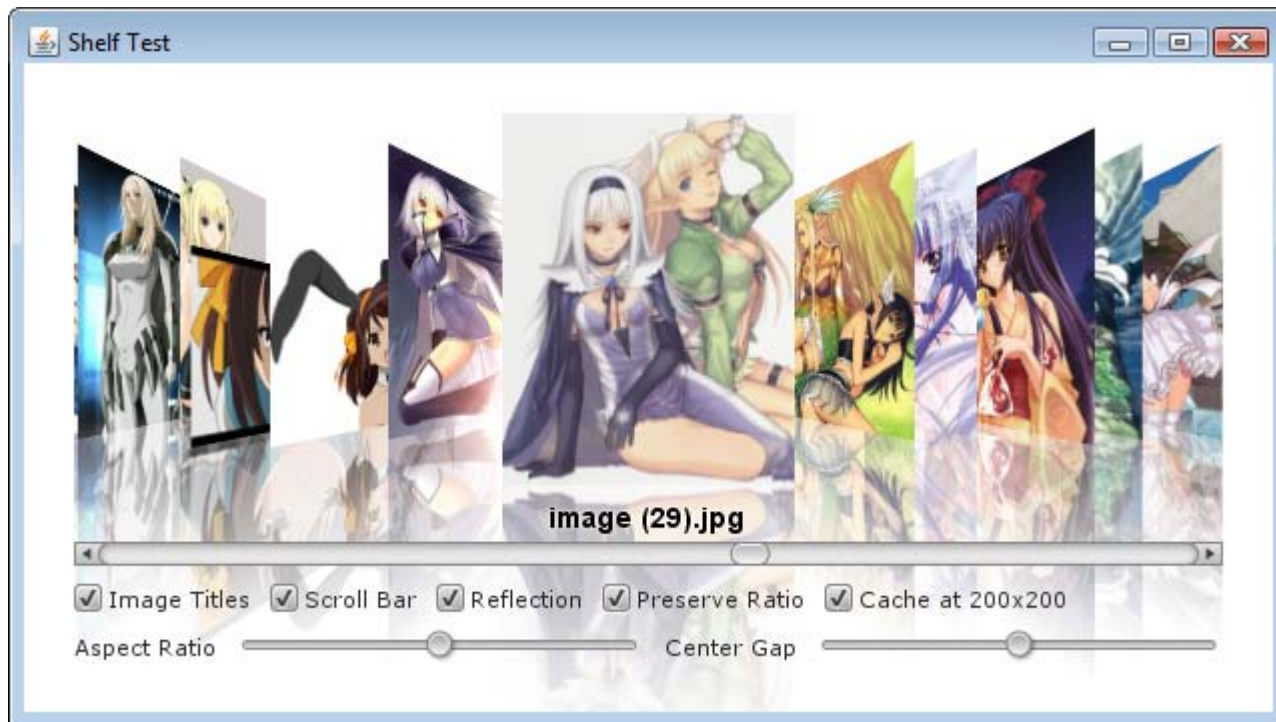 Shelf Test
image (29).jpg
Image Titles Scroll Bar Reflection Preserve Ratio Cache at 200x200
Aspect Ratio Center Gap